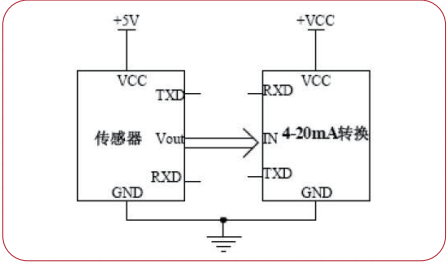 +5V
+VCC
VCC
VCC
TXD
RXD
传感器
Vout
IN
4-20mA转换
RXD
TXD
GND
GND